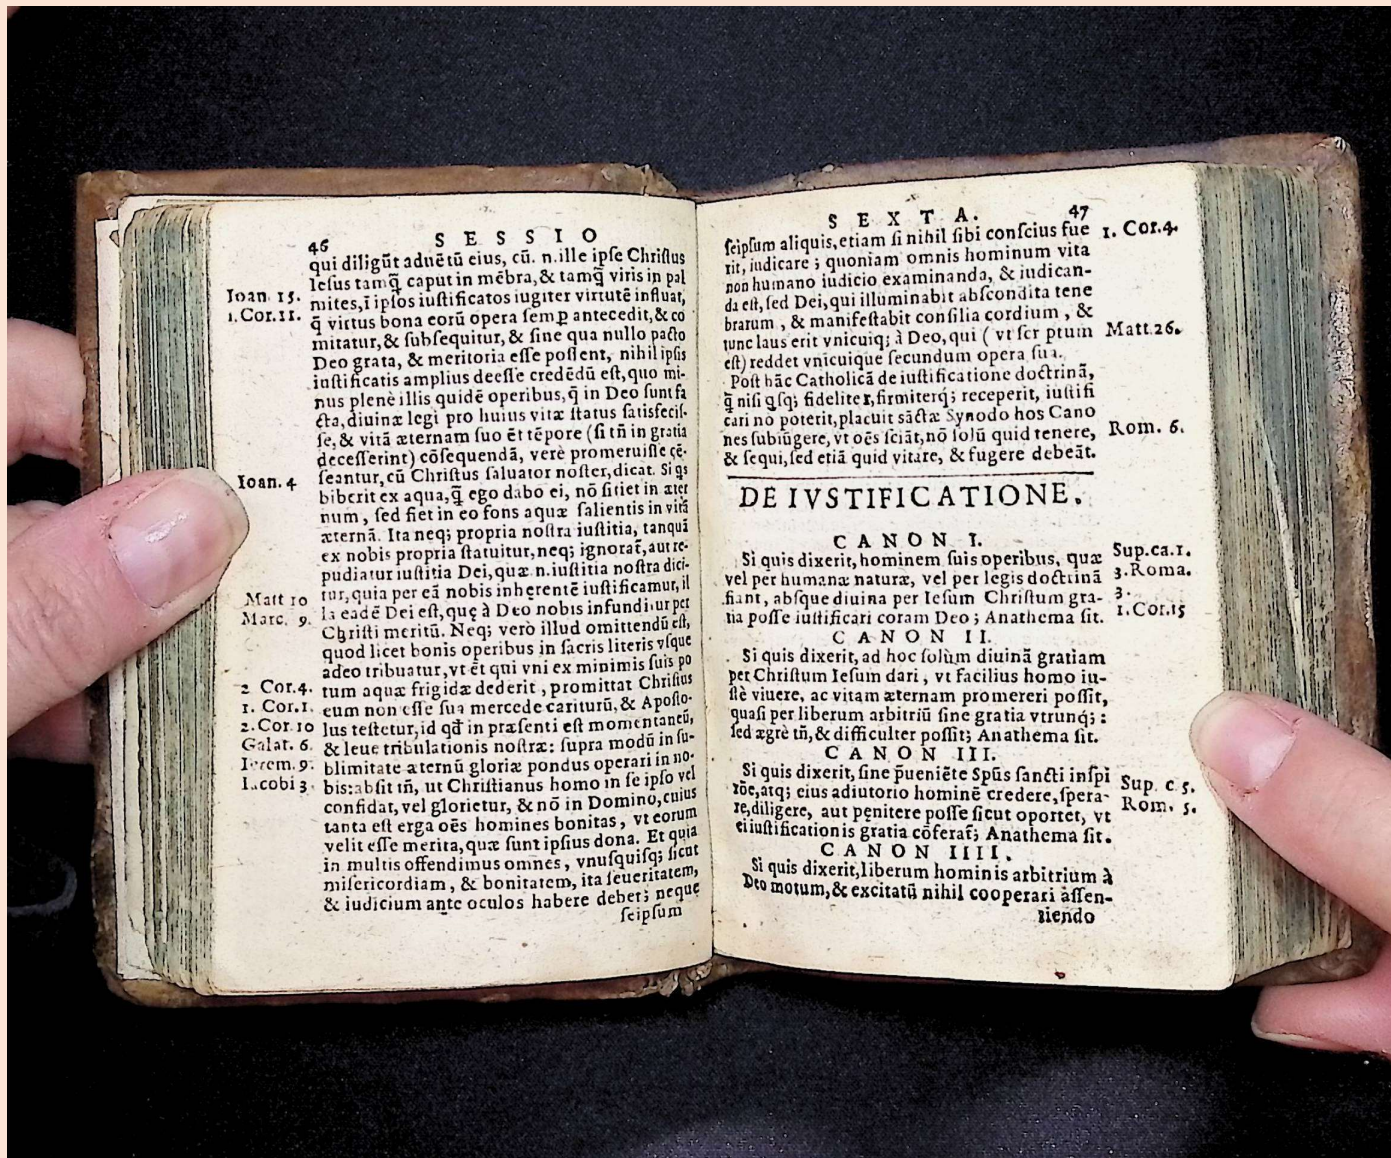 46 SESSIO
qui diligũt aduẽtũ eius, cũ. n. ille ipſe Chriſtus
Ieſus tamq̃ caput in mẽbra, & tamq̃ viris in pal
Ioan. 15. mites, ĩ ipſos iuſtificatos iugiter virtutẽ influat,
1. Cor. 11. q̃ virtus bona eorũ opera ſemꝑ antecedit, & co
mitatur, & ſubſequitur, & ſine qua nullo pacto
Deo grata, & meritoria eſſe poſſent, nihil ipſis
iuſtificatis amplius deeſſe credẽdũ eſt, quo mi-
nus plenè illis quidẽ operibus, q̃ in Deo ſunt fa
cta, diuinæ legi pro huius vitæ ſtatus ſatisfeciſ-
ſe, & vitã æternam ſuo ẽt tẽpore (ſi tñ in gratia
deceſſerint) cõſequendã, verè promeruiſſe cẽ-
ſeantur, cũ Chriſtus ſaluator noſter, dicat. Si qs
Ioan. 4 biberit ex aqua, q̃ ego dabo ei, nõ ſitiet in æter
num, ſed fiet in eo fons aquæ ſalientis in vitã
æternã. Ita neq; propria noſtra iuſtitia, tanquã
ex nobis propria ſtatuitur, neq; ignorat̃, aut re-
pudiatur iuſtitia Dei, quæ n. iuſtitia noſtra dici-
Matt 10 tur, quia per eã nobis inherentẽ iuſtificamur, il
Marc. 9. la eadẽ Dei eſt, quę à Deo nobis infunditur per
Chriſti meritũ. Neq; verò illud omittendũ eſt,
quod licet bonis operibus in ſacris literis vſque
adeo tribuatur, vt ẽt qui vni ex minimis ſuis po
2 Cor. 4. tum aquæ frigidæ dederit, promittat Chriſtus
1. Cor. 1. eum non eſſe ſua mercede cariturũ, & Apoſto-
2. Cor. 10 lus teſtetur, id qd̃ in præſenti eſt momentaneũ,
Galat. 6. & leue tribulationis noſtræ: ſupra modũ in ſu-
Ierem. 9. blimitate æternũ gloriæ pondus operari in no-
Iacobi 3. bis: abſit tñ, ut Chriſtianus homo in ſe ipſo vel
confidat, vel glorietur, & nõ in Domino, cuius
tanta eſt erga oẽs homines bonitas, vt eorum
velit eſſe merita, quæ ſunt ipſius dona. Et quia
in multis offendimus omnes, vnuſquiſq; ſicut
miſericordiam, & bonitatem, ita ſeueritatem,
& iudicium ante oculos habere debet; neque
ſeipſum
SEXTA. 47
ſeipſum aliquis, etiam ſi nihil ſibi conſcius fue 1. Cor. 4.
rit, iudicare; quoniam omnis hominum vita
non humano iudicio examinanda, & iudican-
da eſt, ſed Dei, qui illuminabit abſcondita tene
brarum, & manifeſtabit conſilia cordium, &
tunc laus erit vnicuiq; à Deo, qui (vt ſcr ptum Matt. 26.
eſt) reddet vnicuique ſecundum opera ſua.
Poſt hãc Catholicã de iuſtificatione doctrinã,
q̃ niſi qſq; fideliter, firmiterq; receperit, iuſtifi
cari nõ poterit, placuit sãctæ Synodo hos Cano
nes ſubiũgere, vt oẽs ſciãt, nõ ſolũ quid tenere, Rom. 6.
& ſequi, ſed etiã quid vitare, & fugere debeãt.
DE IVSTIFICATIONE.
CANON I.
Si quis dixerit, hominem ſuis operibus, quæ Sup. ca. 1.
vel per humanæ naturæ, vel per legis doctrinã 3. Roma.
fiant, abſque diuina per Ieſum Chriſtum gra- 3.
tia poſſe iuſtificari coram Deo; Anathema ſit. 1. Cor. 15
CANON II.
Si quis dixerit, ad hoc ſolùm diuinã gratiam
per Chriſtum Ieſum dari, vt facilius homo iu-
ſtè viuere, ac vitam æternam promereri poſſit,
quaſi per liberum arbitriũ ſine gratia vtrunq; :
ſed ægrè tñ, & difficulter poſſit; Anathema ſit.
CANON III.
Si quis dixerit, ſine p̃ueniẽte Spũs ſancti inſpi
rõe, atq; eius adiutorio hominẽ credere, ſpera- Sup. c 5.
re, diligere, aut pęnitere poſſe ſicut oportet, vt Rom. 5.
ei iuſtificationis gratia cõferat̃; Anathema ſit.
CANON IIII.
Si quis dixerit, liberum hominis arbitrium à
Deo motum, & excitatũ nihil cooperari aſſen-
tiendo